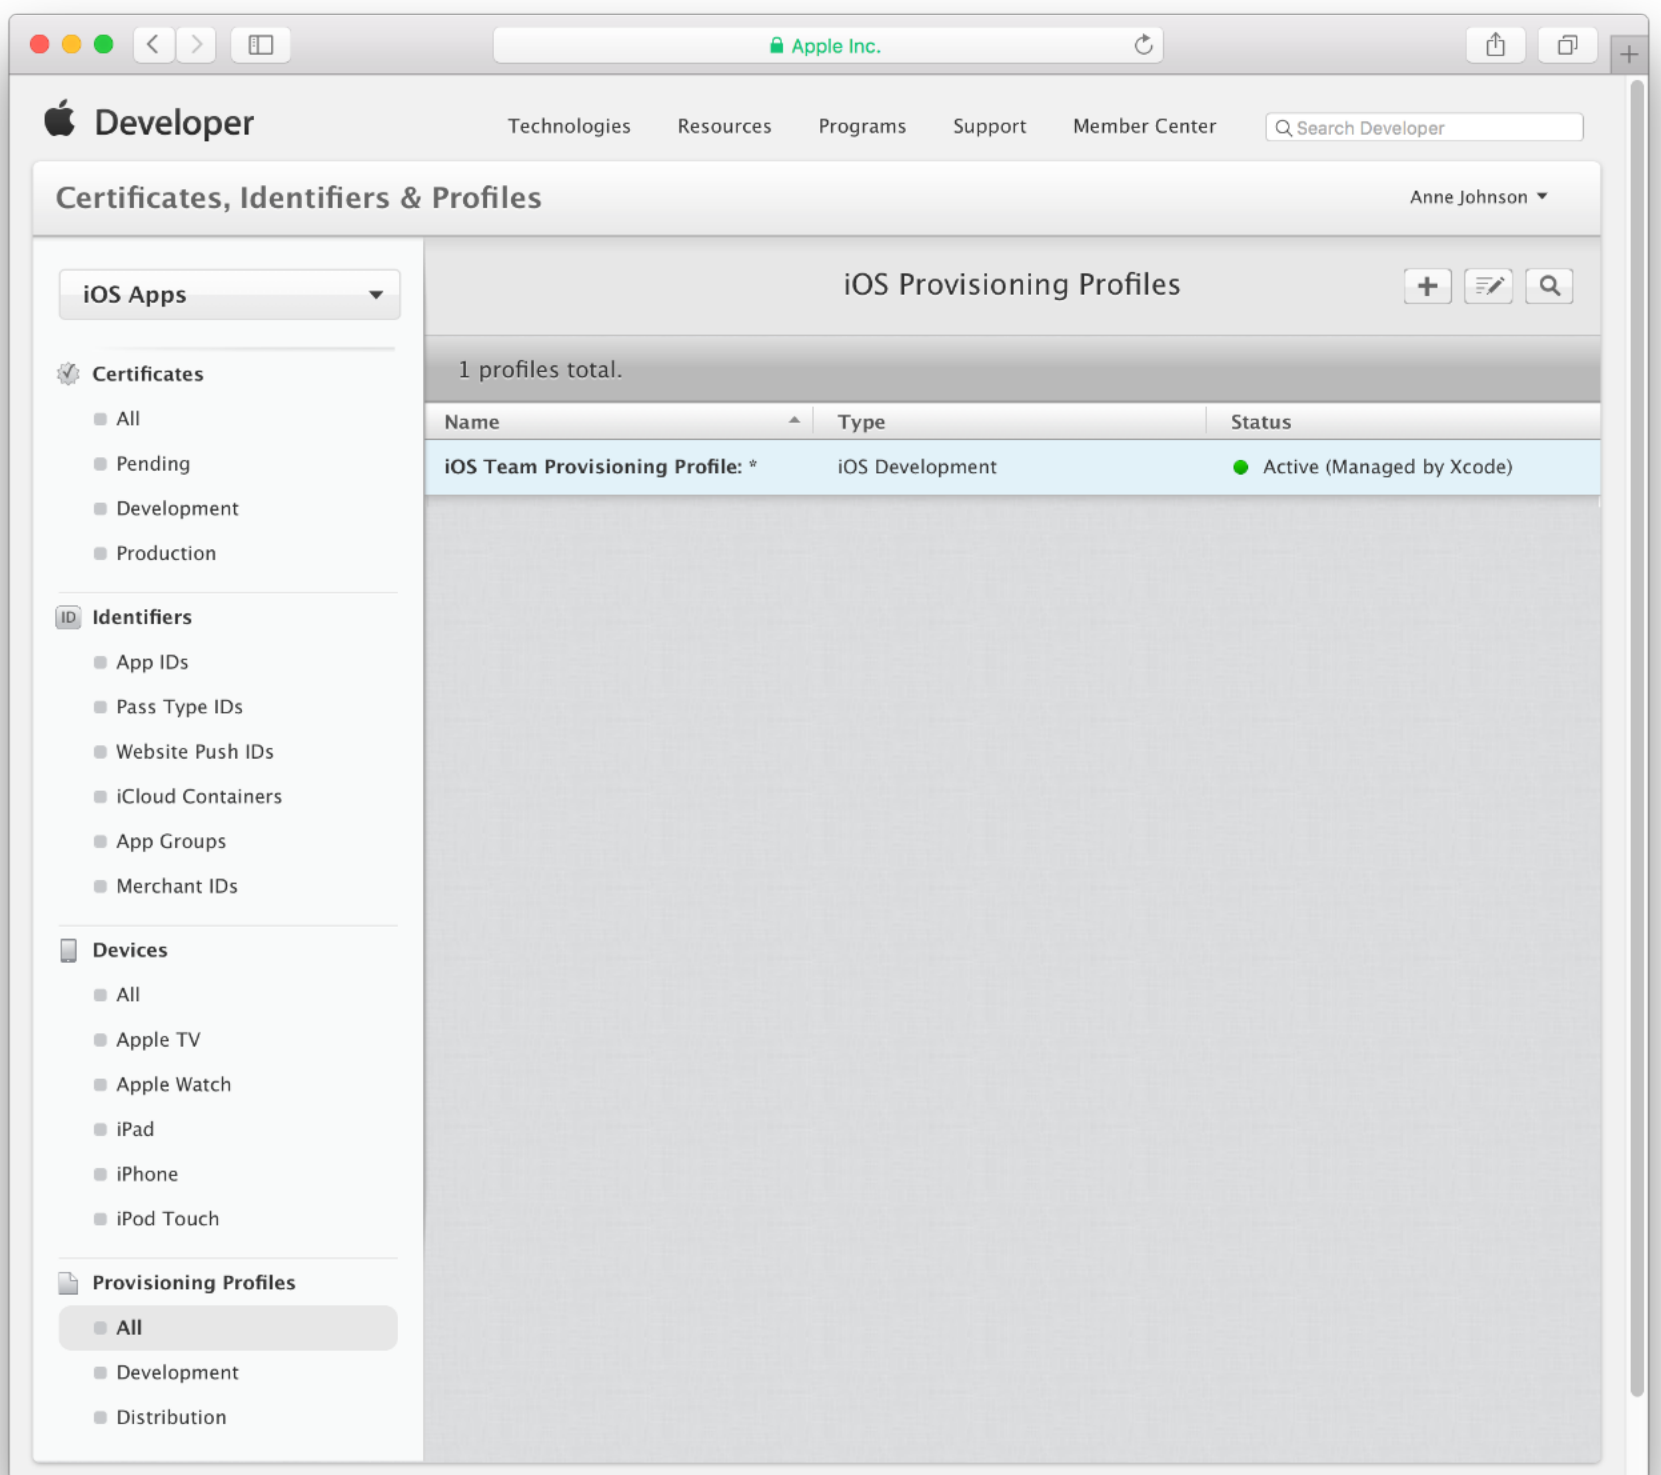 Apple Inc.
Developer
Technologies Resources Programs Support Member Center Search Developer
Certificates, Identifiers & Profiles
Anne Johnson
iOS Apps
iOS Provisioning Profiles
1 profiles total.
Name Type Status
iOS Team Provisioning Profile: * iOS Development Active (Managed by Xcode)
Certificates
All
Pending
Development
Production
ID Identifiers
App IDs
Pass Type IDs
Website Push IDs
iCloud Containers
App Groups
Merchant IDs
Devices
All
Apple TV
Apple Watch
iPad
iPhone
iPod Touch
Provisioning Profiles
All
Development
Distribution